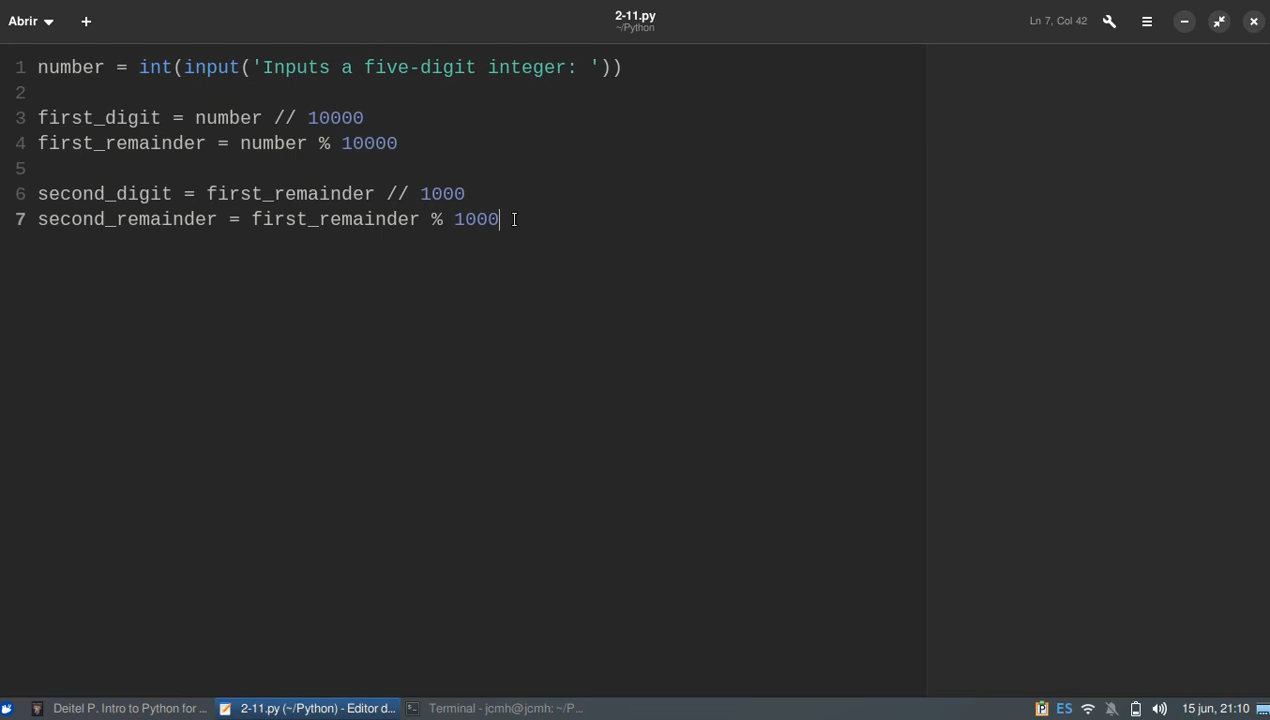 Abrir
2-11.py
~/Python
Ln 7, Col 42
1 number = int(input('Inputs a five-digit integer: '))
2
3 first_digit = number // 10000
4 first_remainder = number % 10000
5
6 second_digit = first_remainder // 1000
7 second_remainder = first_remainder % 1000
Deitel P. Intro to Python for ...
2-11.py (~/Python) - Editor d...
Terminal - jcmh@jcmh: ~/P...
ES
15 jun, 21:10